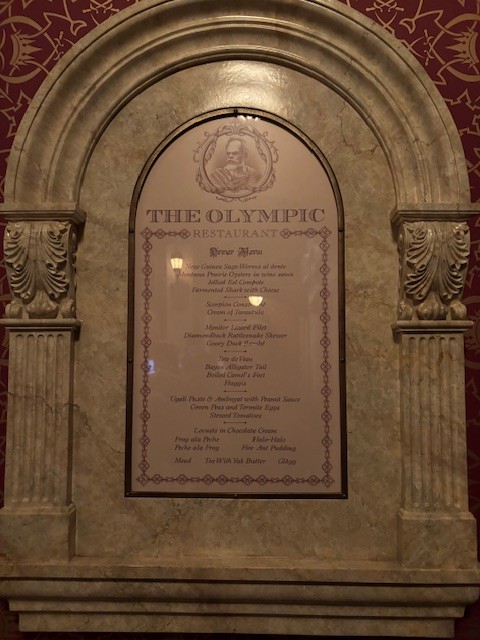 THE OLYMPIC
RESTAURANT
Dinner Menu
New Guinea Sago Worms al dente
Montana Prairie Oysters in wine sauce
Jellied Eel Compote
Fermented Shark with Cheese
Scorpion
Cream of Tarantula
Monitor Lizard Filet
Diamondback Rattlesnake Skewer
Gooey Duck
Tête de Veau
Bayou Alligator Tail
Boiled Camel's Feet
Haggis
Ugali Paste & Ambuyat with Peanut Sauce
Green Peas and Termite Eggs
Stewed Tomatoes
Locusts in Chocolate Cream
Frog ala Peche Halo-Halo
Peche ala Frog Fire Ant Pudding
Mead Tea With Yak Butter Glögg